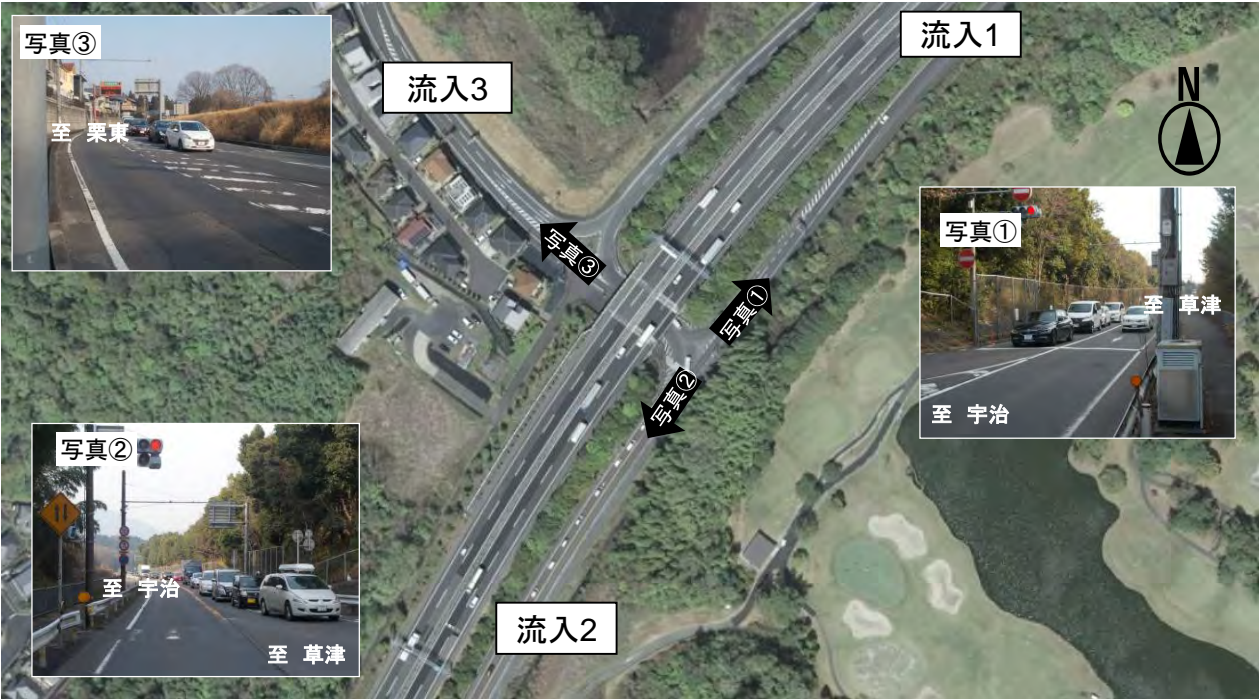 写真③
至 栗東
流入3
流入1
N
写真①
至 草津
至 宇治
写真③
写真①
写真②
写真②
至 宇治
至 草津
流入2